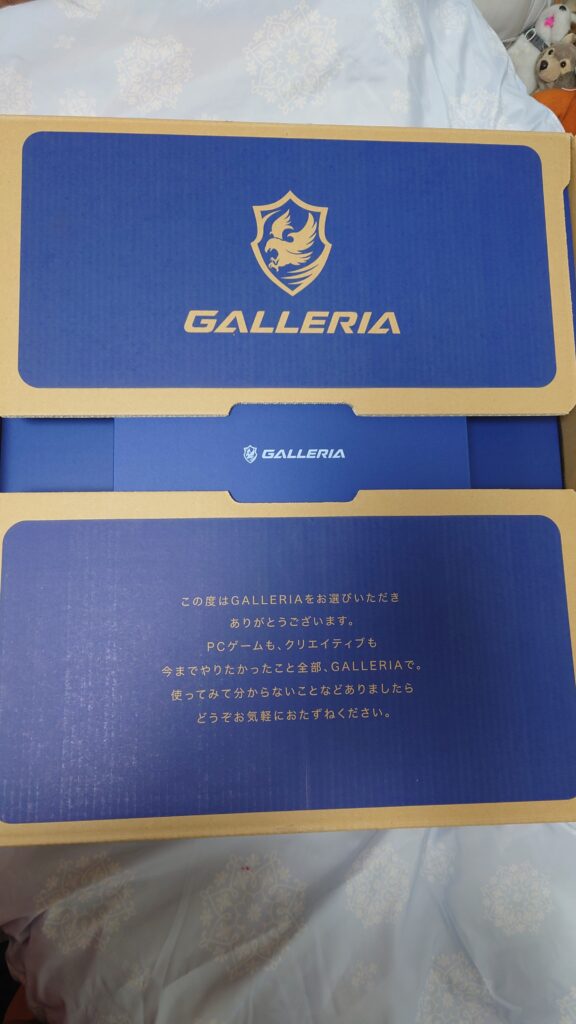 GALLERIA
GALLERIA
この度はGALLERIAをお選びいただき
ありがとうございます。
PCゲームも、クリエイティブも
今までやりたかったこと全部、GALLERIAで。
使ってみて分からないことなどありましたら
どうぞお気軽におたずねください。